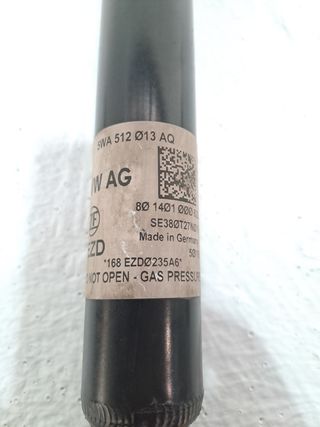 5WA 512 Ø13 AQ
W AG
8Ø 14Ø1 ØØØ
SE38ØT27
Made in Germany
ZF
EZD
*168 EZDØ235A6*
NOT OPEN - GAS PRESSU